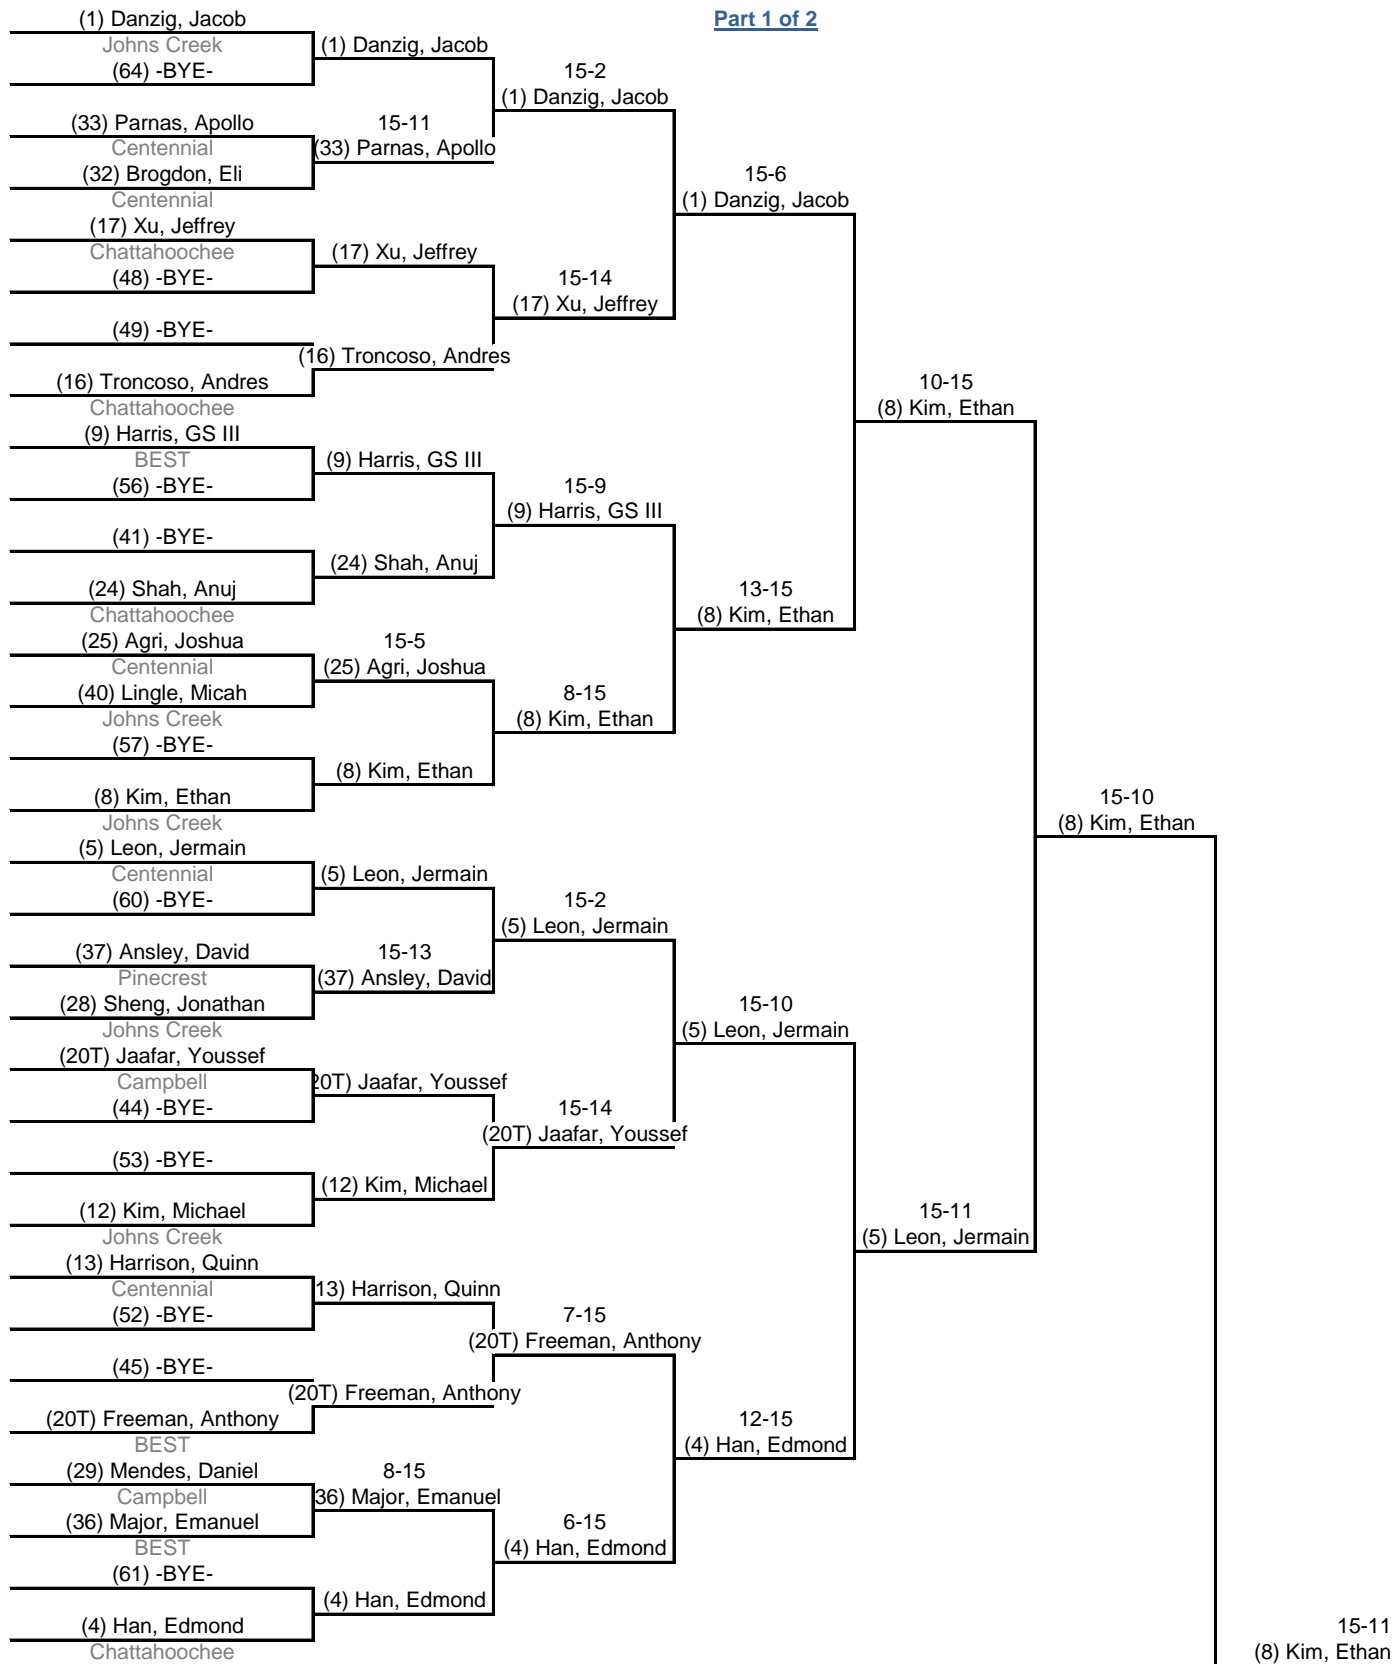 Part 1 of 2
(1) Danzig, Jacob
Johns Creek
(64) -BYE-
(33) Parnas, Apollo
Centennial
(32) Brogdon, Eli
Centennial
(17) Xu, Jeffrey
Chattahoochee
(48) -BYE-
(49) -BYE-
(16) Troncoso, Andres
Chattahoochee
(9) Harris, GS III
BEST
(56) -BYE-
(41) -BYE-
(24) Shah, Anuj
Chattahoochee
(25) Agri, Joshua
Centennial
(40) Lingle, Micah
Johns Creek
(57) -BYE-
(8) Kim, Ethan
Johns Creek
(5) Leon, Jermain
Centennial
(60) -BYE-
(37) Ansley, David
Pinecrest
(28) Sheng, Jonathan
Johns Creek
(20T) Jaafar, Youssef
Campbell
(44) -BYE-
(53) -BYE-
(12) Kim, Michael
Johns Creek
(13) Harrison, Quinn
Centennial
(52) -BYE-
(45) -BYE-
(20T) Freeman, Anthony
BEST
(29) Mendes, Daniel
Campbell
(36) Major, Emanuel
BEST
(61) -BYE-
(4) Han, Edmond
Chattahoochee
(1) Danzig, Jacob
15-11
(33) Parnas, Apollo
(17) Xu, Jeffrey
(16) Troncoso, Andres
(9) Harris, GS III
(24) Shah, Anuj
15-5
(25) Agri, Joshua
(8) Kim, Ethan
(5) Leon, Jermain
15-13
(37) Ansley, David
20T) Jaafar, Youssef
(12) Kim, Michael
13) Harrison, Quinn
(20T) Freeman, Anthony
8-15
36) Major, Emanuel
(4) Han, Edmond
15-2
(1) Danzig, Jacob
15-14
(17) Xu, Jeffrey
15-9
(9) Harris, GS III
8-15
(8) Kim, Ethan
15-2
(5) Leon, Jermain
15-14
(20T) Jaafar, Youssef
7-15
(20T) Freeman, Anthony
6-15
(4) Han, Edmond
15-6
(1) Danzig, Jacob
13-15
(8) Kim, Ethan
15-10
(5) Leon, Jermain
12-15
(4) Han, Edmond
10-15
(8) Kim, Ethan
15-11
(5) Leon, Jermain
15-10
(8) Kim, Ethan
15-11
(8) Kim, Ethan